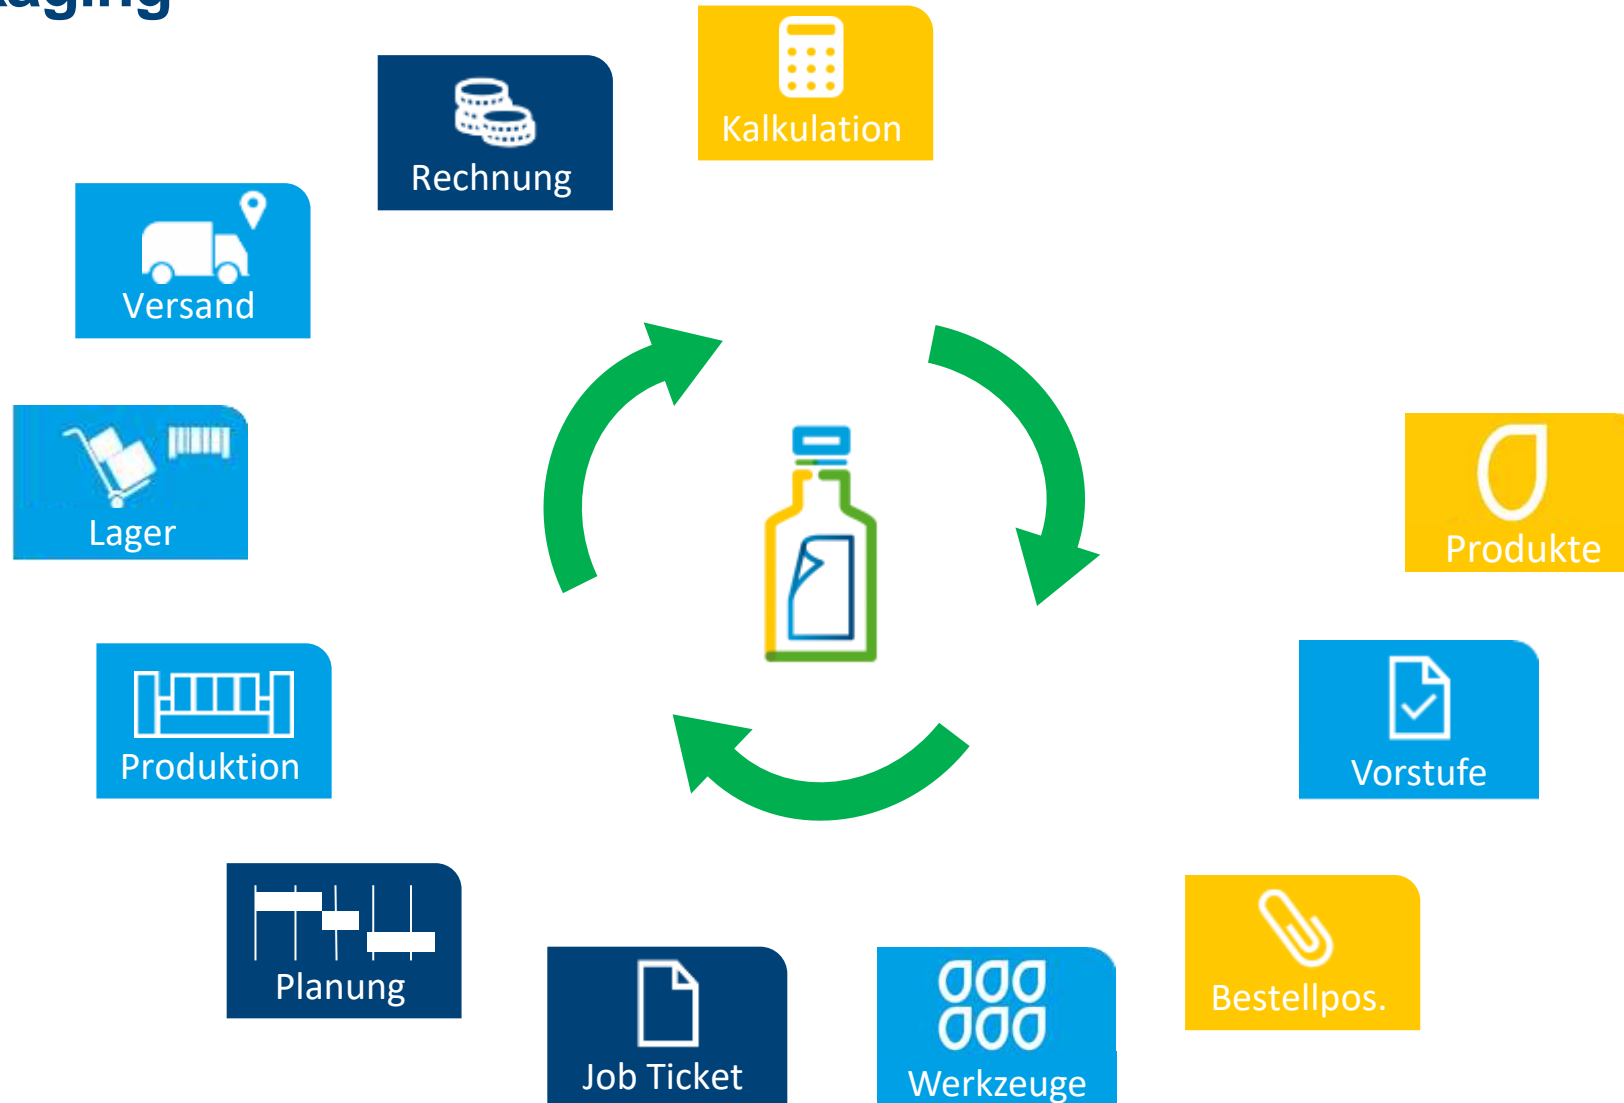 Kalkulation
Rechnung
Versand
Lager
Produkte
Produktion
Vorstufe
Planung
Bestellpos.
Job Ticket
Werkzeuge